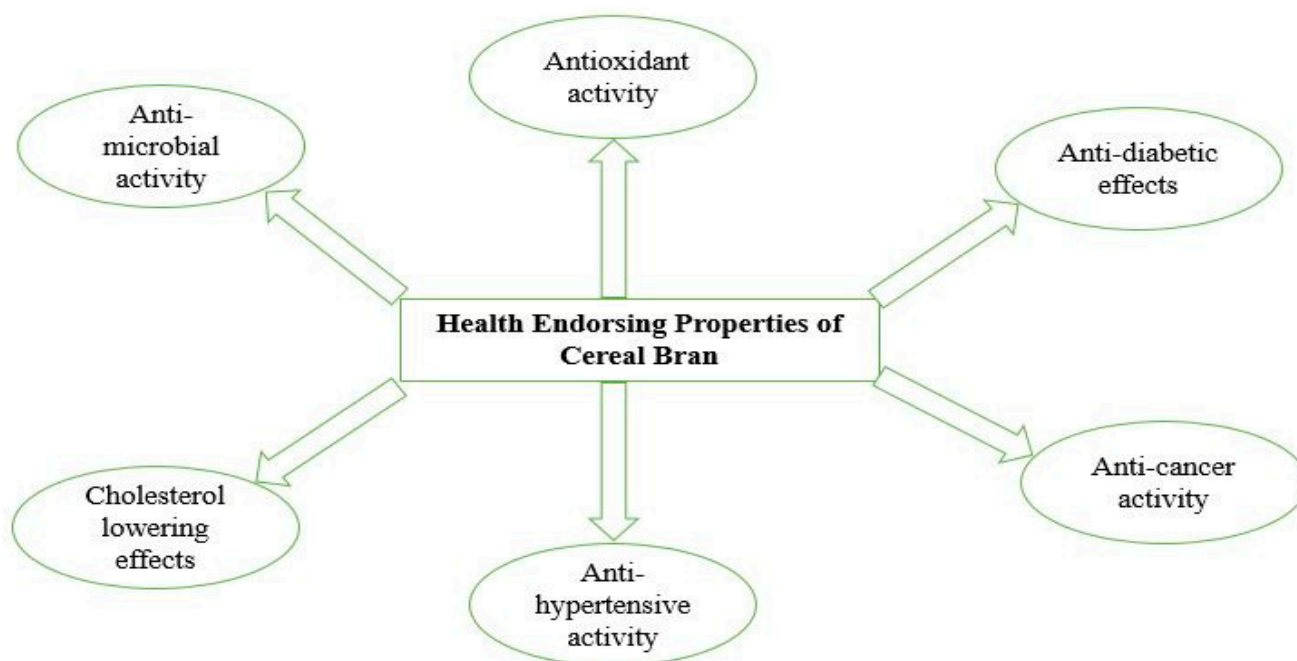 Antioxidant
activity
Anti-
microbial
activity
Anti-diabetic
effects
Health Endorsing Properties of
Cereal Bran
Cholesterol
lowering
effects
Anti-cancer
activity
Anti-
hypertensive
activity